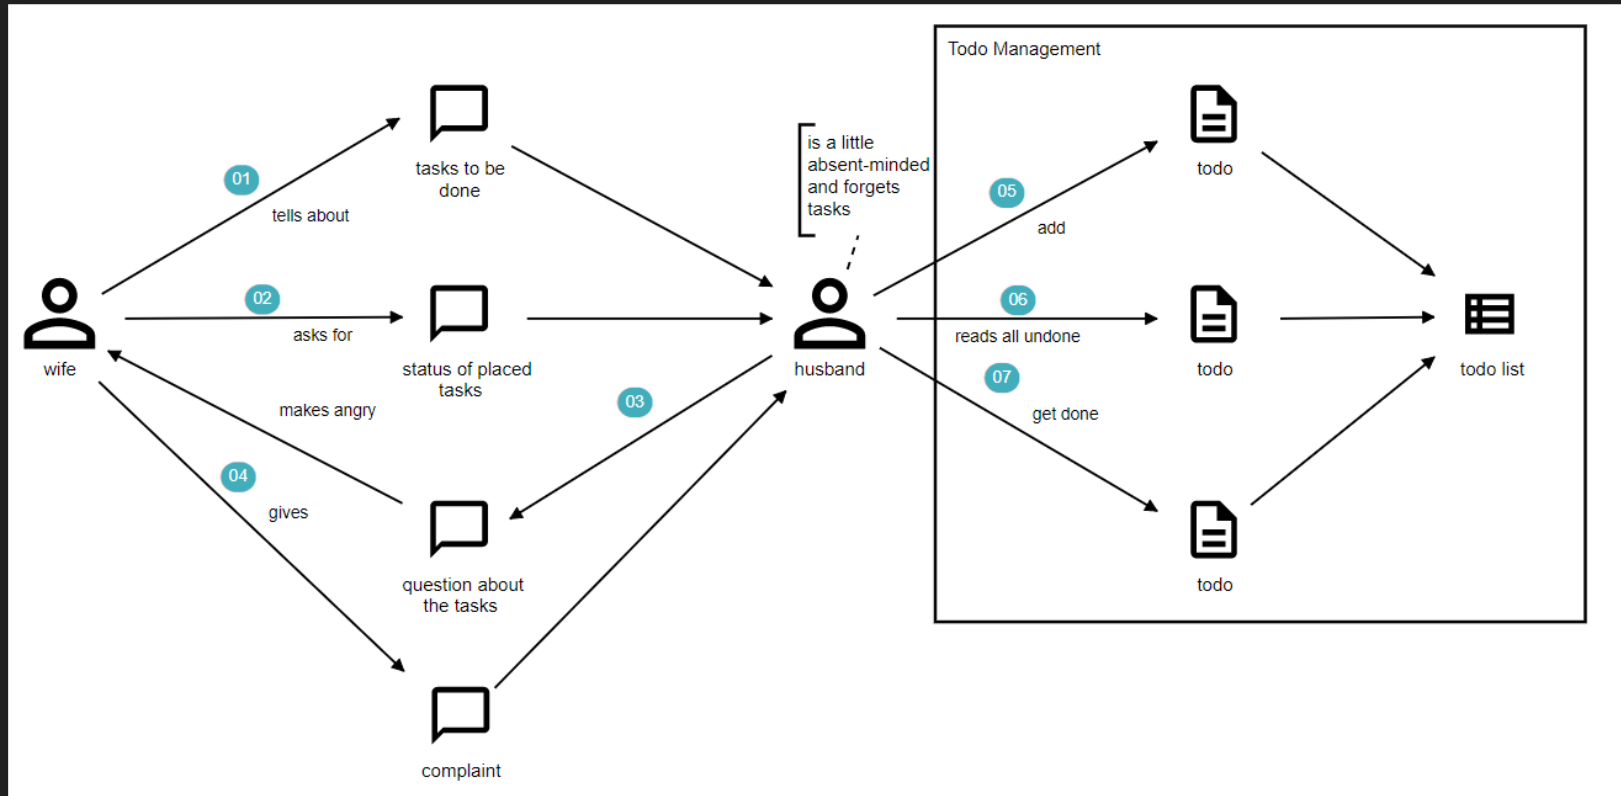 Todo Management
01
tells about
tasks to be
done
is a little
absent-minded
and forgets
tasks
05
add
todo
wife
02
asks for
status of placed
tasks
husband
06
reads all undone
todo
todo list
makes angry
03
07
get done
04
gives
question about
the tasks
todo
complaint